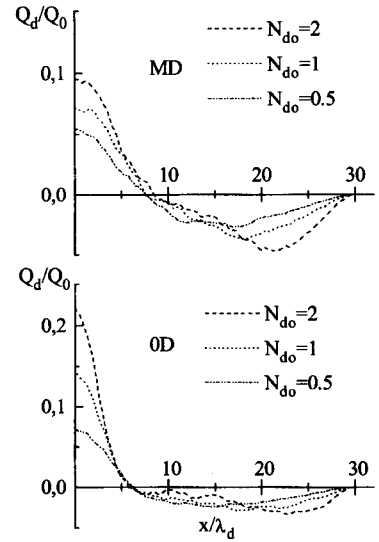 Q_d/Q_0
N_do=2
N_do=1
N_do=0.5
MD
0,1
0,0
10 20 30
Q_d/Q_0
N_do=2
N_do=1
N_do=0.5
0D
0,2
0,1
0,0
10 20 30
x/λ_d